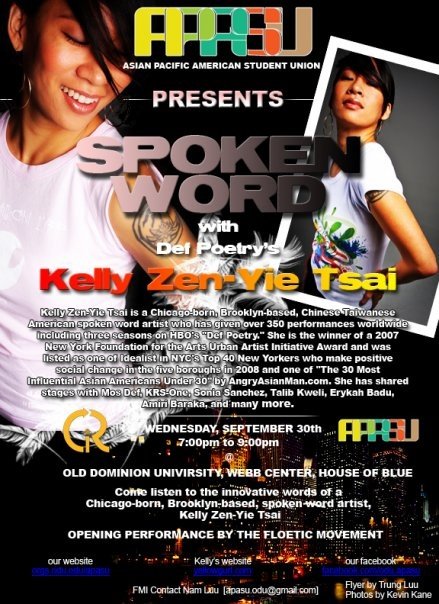 APASU
ASIAN PACIFIC AMERICAN STUDENT UNION
PRESENTS
SPOKEN
WORD
with
Def Poetry's
Kelly Zen-Yie Tsai
Kelly Zen-Yie Tsai is a Chicago-born, Brooklyn-based, Chinese Taiwanese
American spoken word artist who has given over 350 performances worldwide
including three seasons on HBO's "Def Poetry." She is the winner of a 2007
New York Foundation for the Arts Urban Artist Initiative Award and was
listed as one of Idealist in NYC's Top 40 New Yorkers who make positive
social change in the five boroughs in 2008 and one of "The 30 Most
Influential Asian Americans Under 30" by AngryAsianMan.com. She has shared
stages with Mos Def, KRS-One, Sonia Sanchez, Talib Kweli, Erykah Badu,
Amiri Baraka, and many more.
WEDNESDAY, SEPTEMBER 30th
7:00pm to 9:00pm
@
APASU
OLD DOMINION UNIVIRSITY, WEBB CENTER, HOUSE OF BLUE
Come listen to the innovative words of a
Chicago-born, Brooklyn-based, spoken word artist,
Kelly Zen-Yie Tsai
OPENING PERFORMANCE BY THE FLOETIC MOVEMENT
our website
Kelly's website
our facebook
orgs.odu.edu/apasu
FMI Contact Nam Luu [apasu.odu@gmail.com]
Flyer by Trung Luu
Photos by Kevin Kane